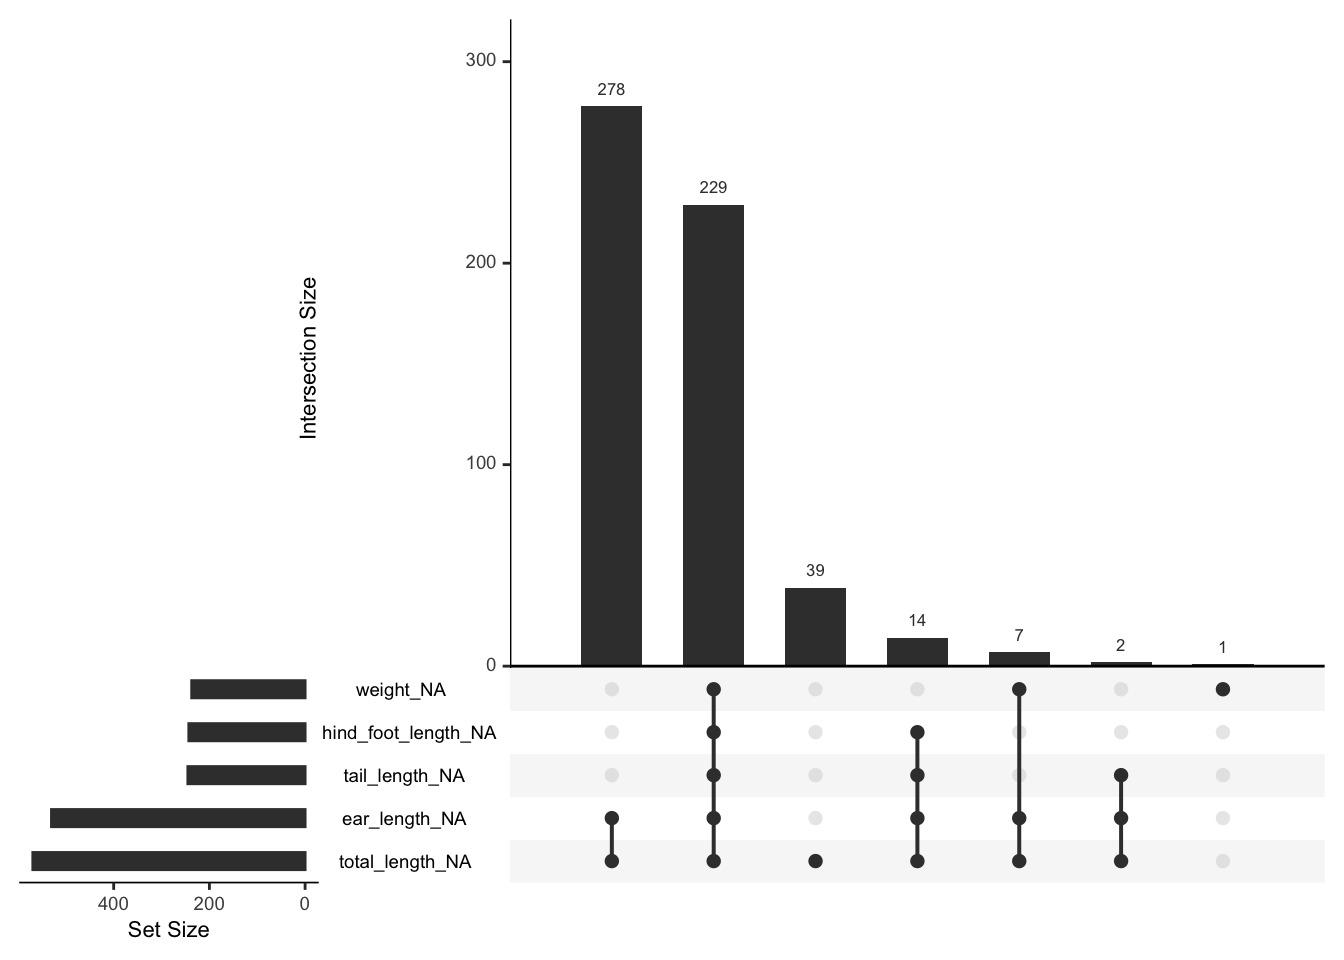 300
278
229
200
Intersection Size
100
39
14
7
2
1
0
weight_NA
hind_foot_length_NA
tail_length_NA
ear_length_NA
total_length_NA
400 200 0
Set Size